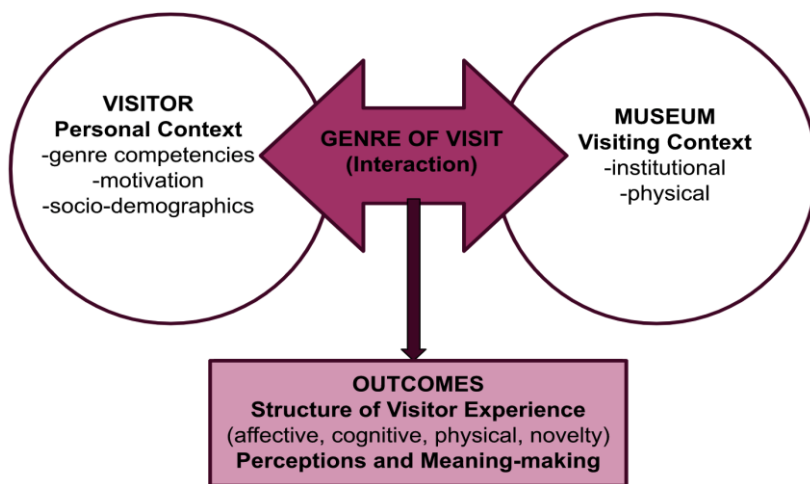 VISITOR
Personal Context
-genre competencies
-motivation
-socio-demographics
GENRE OF VISIT
(Interaction)
MUSEUM
Visiting Context
-institutional
-physical
OUTCOMES
Structure of Visitor Experience
(affective, cognitive, physical, novelty)
Perceptions and Meaning-making